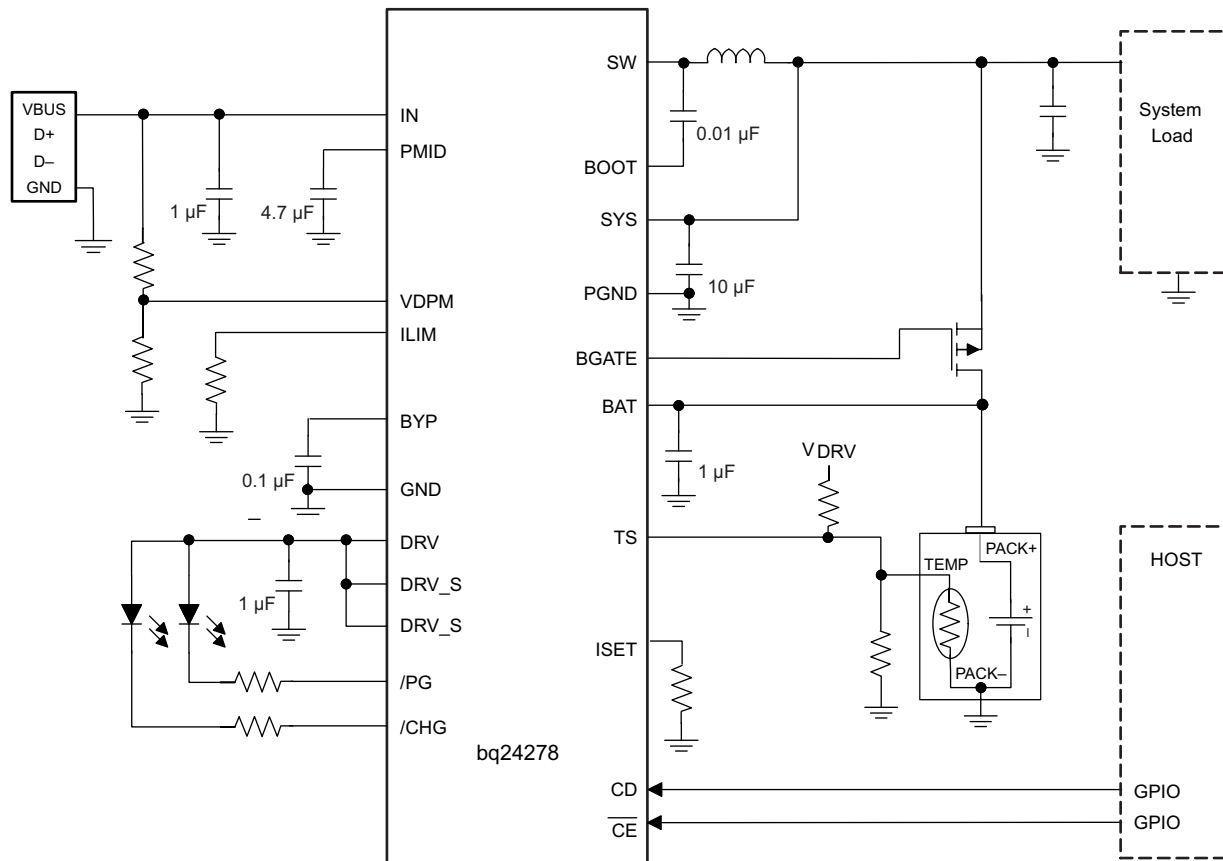 VBUS
D+
D–
GND
1 µF
4.7 µF
IN
PMID
VDPM
ILIM
BYP
0.1 µF
GND
–
DRV
DRV_S
DRV_S
1 µF
/PG
/CHG
bq24278
SW
0.01 µF
BOOT
SYS
10 µF
PGND
BGATE
BAT
1 µF
VDRV
TS
ISET
CD
CE
System
Load
PACK+
TEMP
+
–
PACK–
HOST
GPIO
GPIO